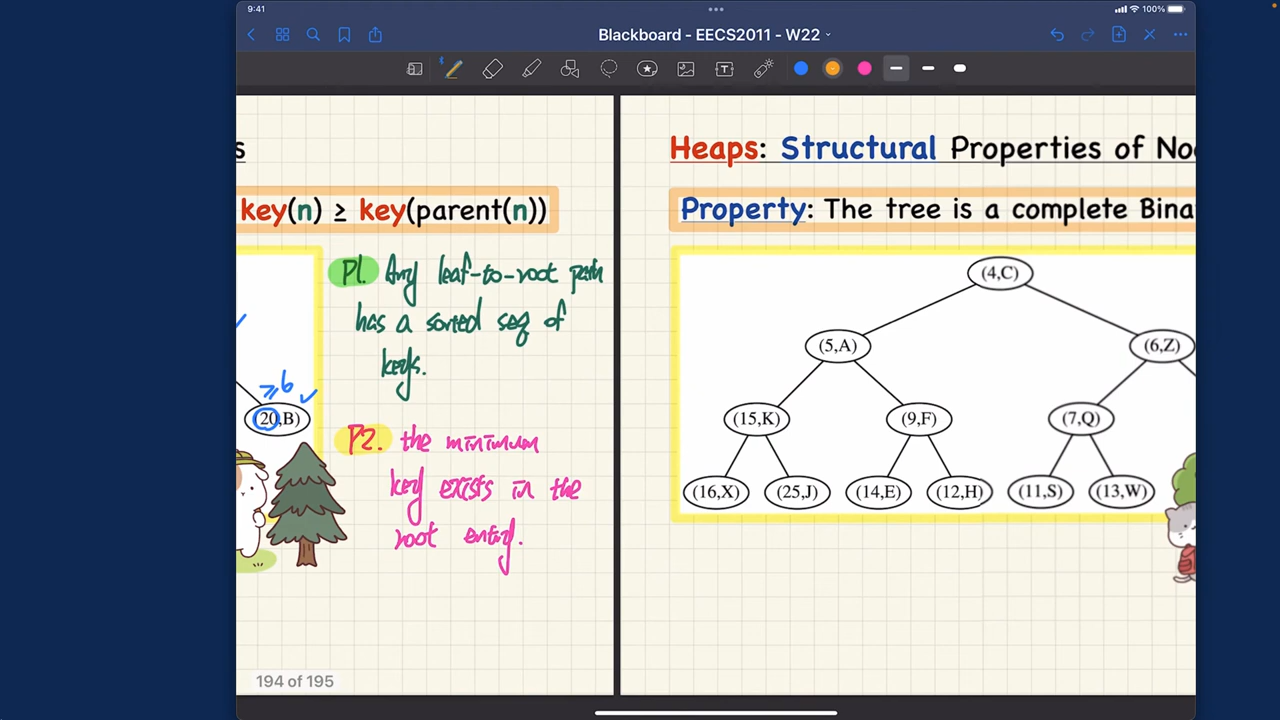 9:41
100%
Blackboard - EECS2011 - W22
s
key(n) ≥ key(parent(n))
P1. Any leaf-to-root path
has a sorted seq of
keys.
≥6
(20,B)
P2. the minimum
key exists in the
root entry.
194 of 195
Heaps: Structural Properties of No
Property: The tree is a complete Bina
(4,C)
(5,A) (6,Z)
(15,K) (9,F) (7,Q)
(16,X) (25,J) (14,E) (12,H) (11,S) (13,W)